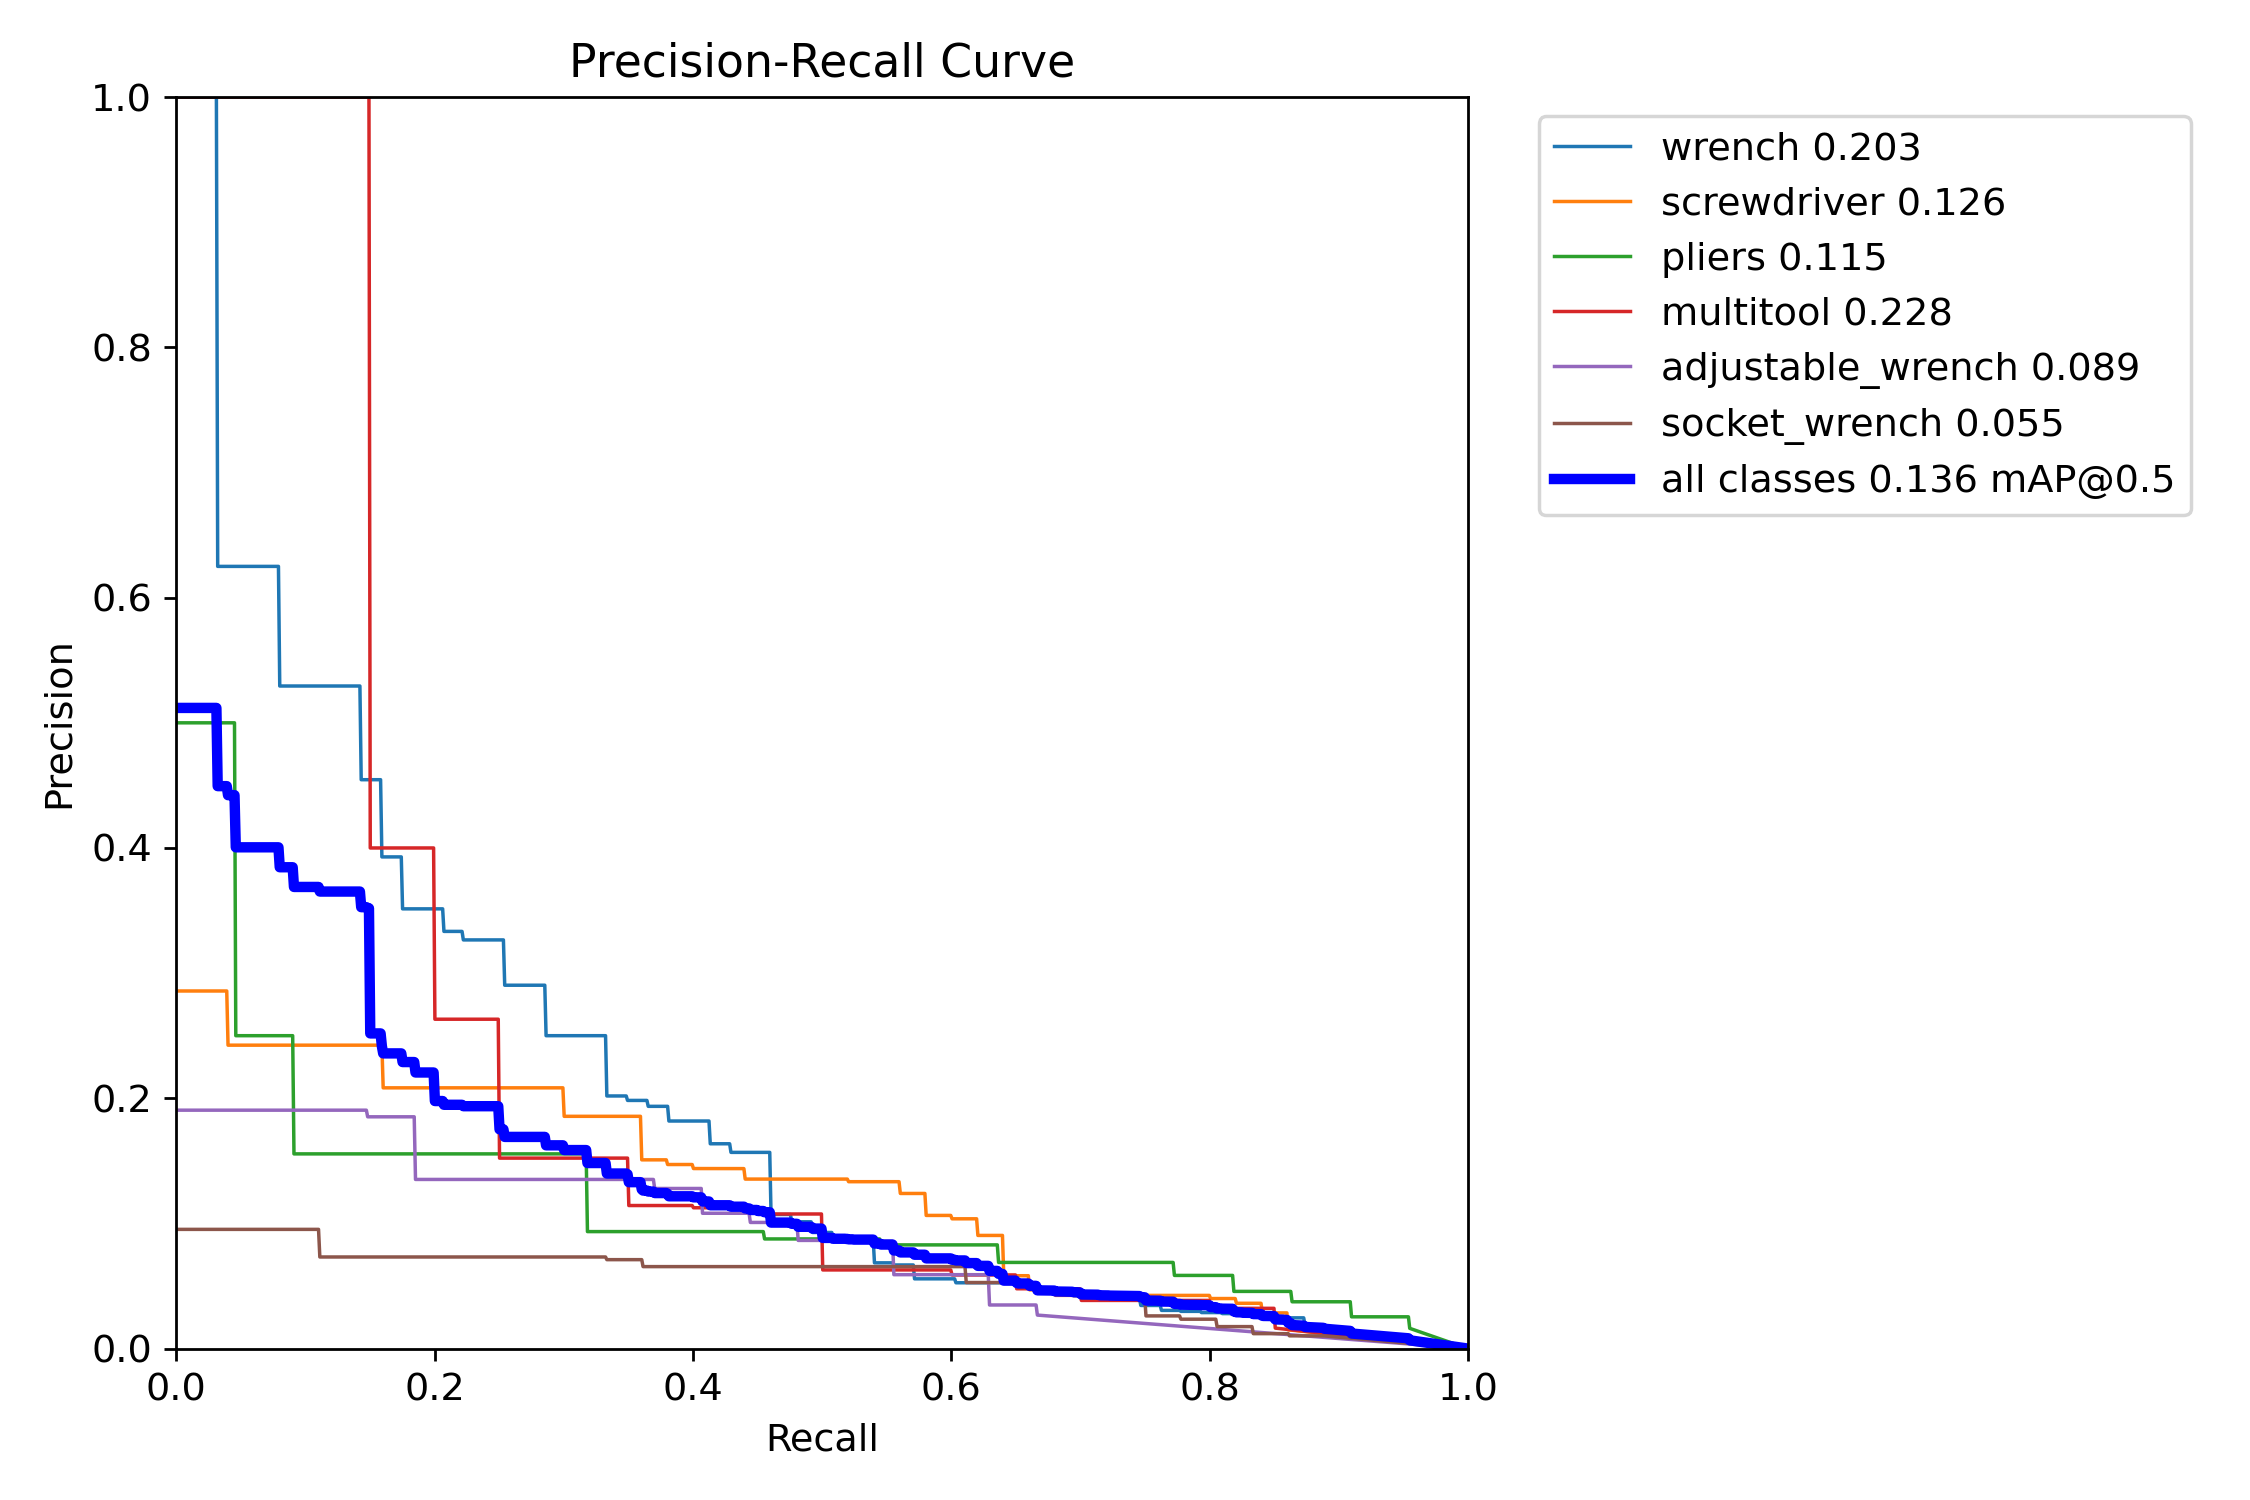 Precision-Recall Curve
1.0
0.8
0.6
0.4
0.2
0.0
Precision
0.0 0.2 0.4 0.6 0.8 1.0
Recall
wrench 0.203
screwdriver 0.126
pliers 0.115
multitool 0.228
adjustable_wrench 0.089
socket_wrench 0.055
all classes 0.136 mAP@0.5